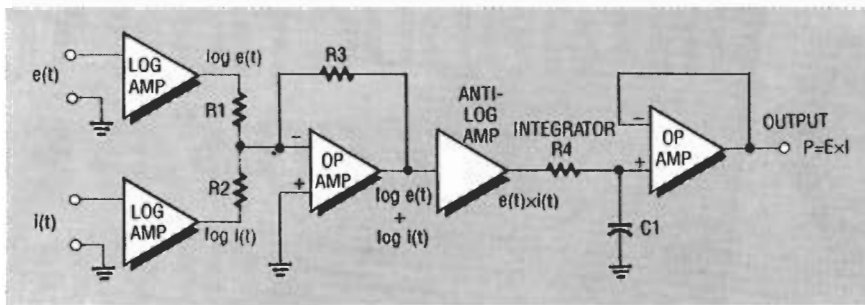 e(t)
LOG
AMP
log e(t)
R1
R2
i(t)
LOG
AMP
log i(t)
R3
OP
AMP
log e(t)
+
log i(t)
ANTI-
LOG
AMP
e(t)×i(t)
INTEGRATOR
R4
C1
OP
AMP
OUTPUT
P=E×I